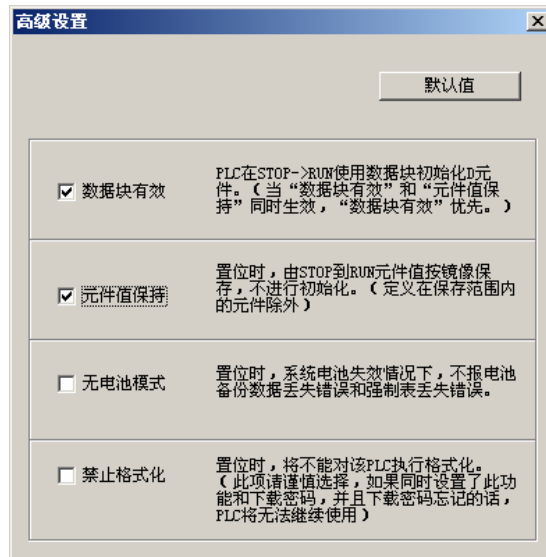 高级设置
默认值
数据块有效
PLC在STOP->RUN使用数据块初始化D元
件。(当“数据块有效”和“元件值保
持”同时生效,“数据块有效”优先。)
元件值保持
置位时,由STOP到RUN元件值按镜像保
存,不进行初始化。(定义在保存范围内
的元件除外)
无电池模式
置位时,系统电池失效情况下,不报电池
备份数据丢失错误和强制表丢失错误。
禁止格式化
置位时,将不能对该PLC执行格式化。
(此项请谨慎选择,如果同时设置了此功
能和下载密码,并且下载密码忘记的话,
PLC将无法继续使用)